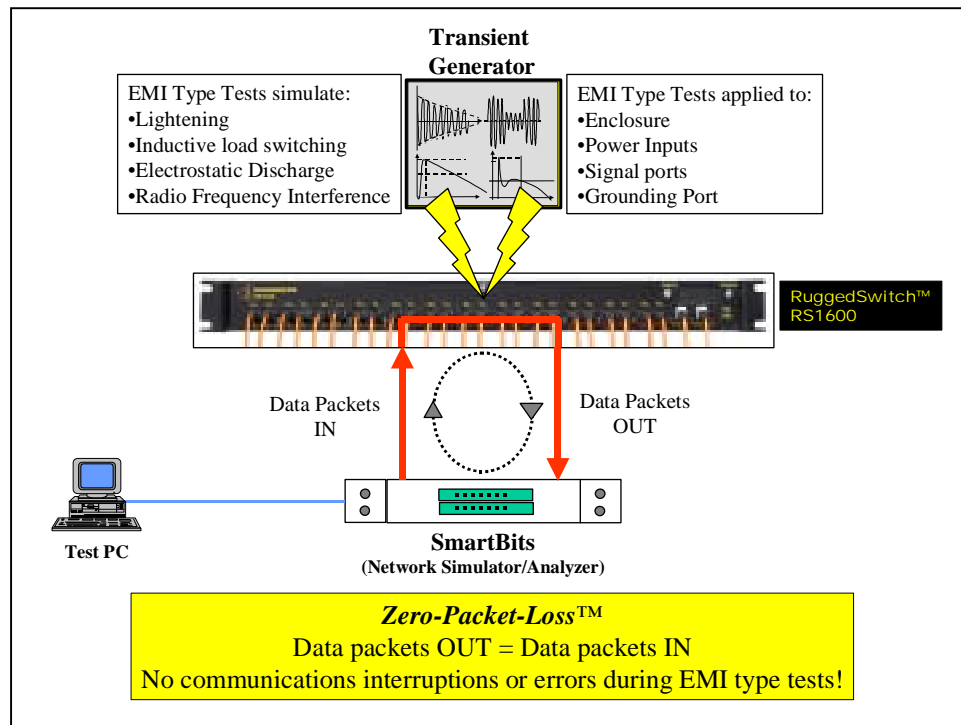 Transient
Generator
EMI Type Tests simulate:
•Lightening
•Inductive load switching
•Electrostatic Discharge
•Radio Frequency Interference
EMI Type Tests applied to:
•Enclosure
•Power Inputs
•Signal ports
•Grounding Port
RuggedSwitch™
RS1600
Data Packets
IN
Data Packets
OUT
Test PC
SmartBits
(Network Simulator/Analyzer)
Zero-Packet-Loss™
Data packets OUT = Data packets IN
No communications interruptions or errors during EMI type tests!